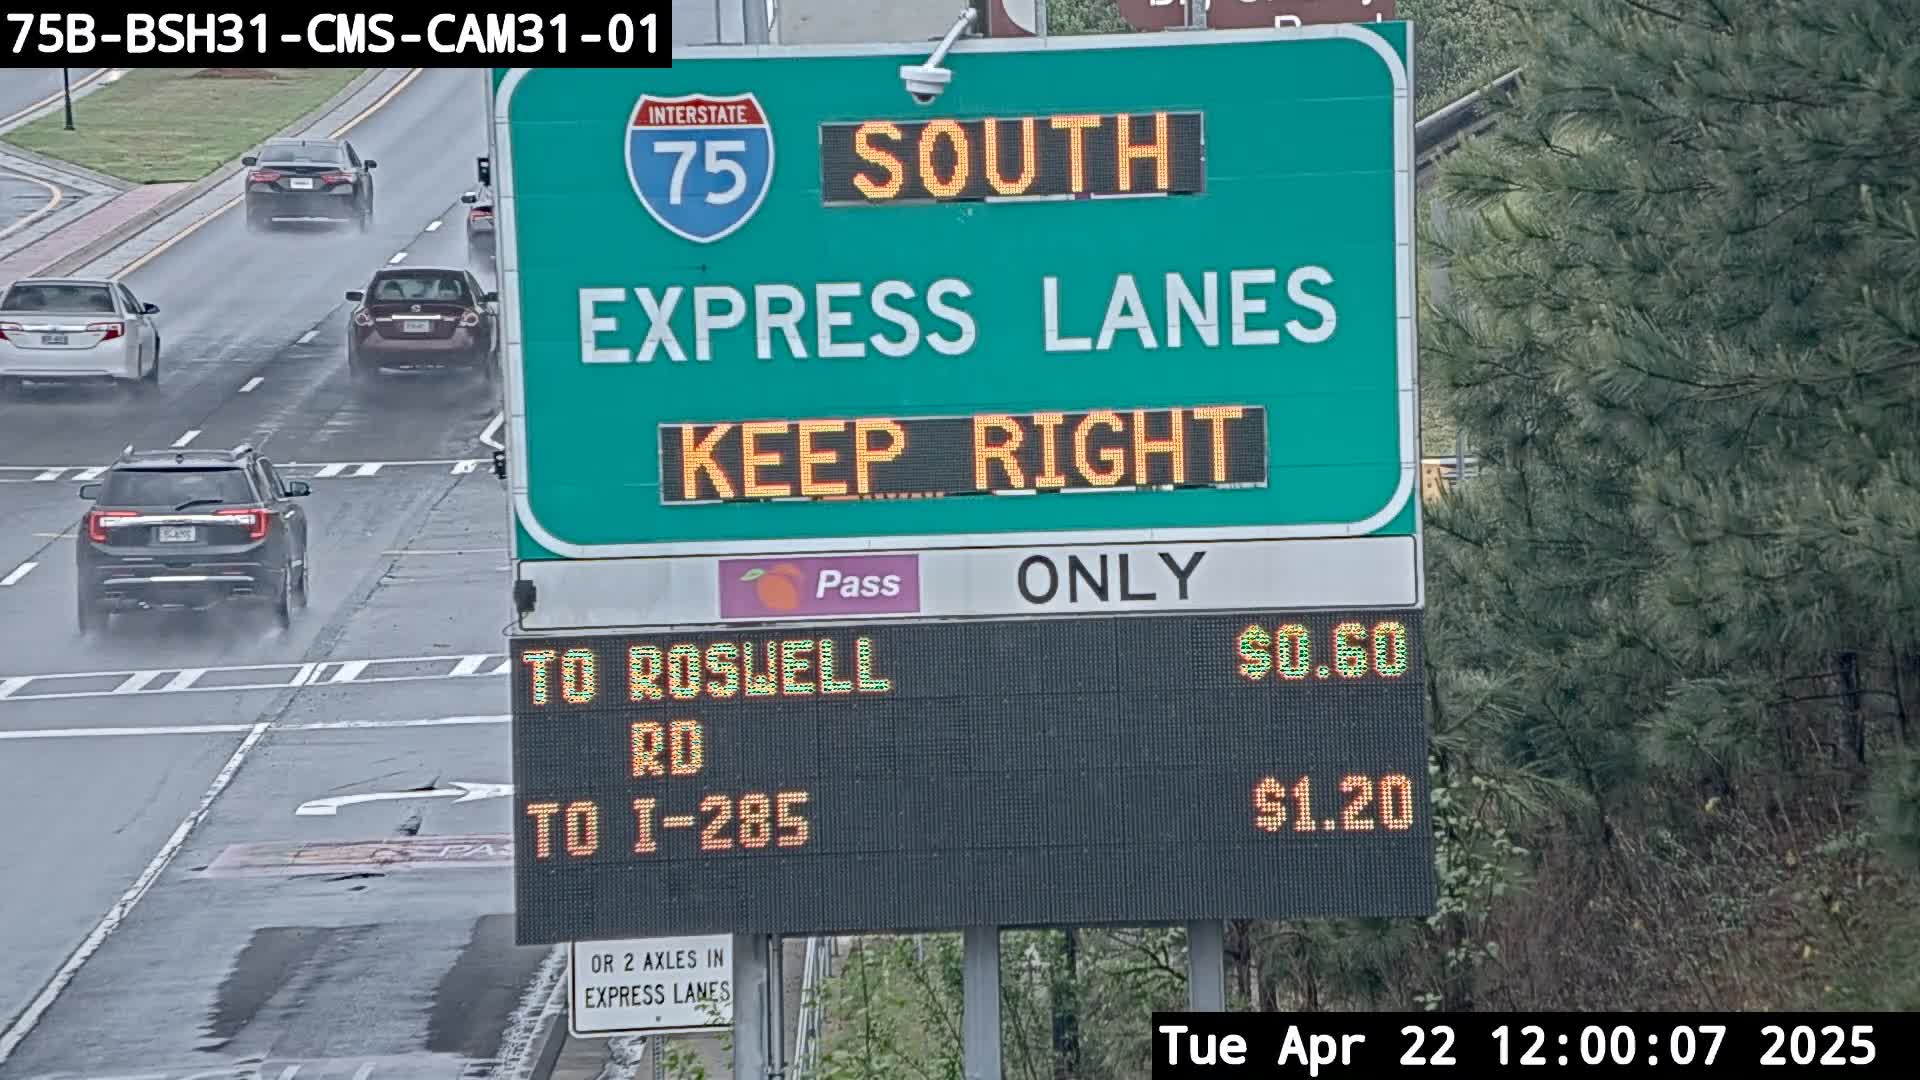 75B-BSH31-CMS-CAM31-01
INTERSTATE
75
SOUTH
EXPRESS LANES
KEEP RIGHT
Pass ONLY
TO ROSWELL $0.60
RD
TO I-285 $1.20
OR 2 AXLES IN
EXPRESS LANES
Tue Apr 22 12:00:07 2025